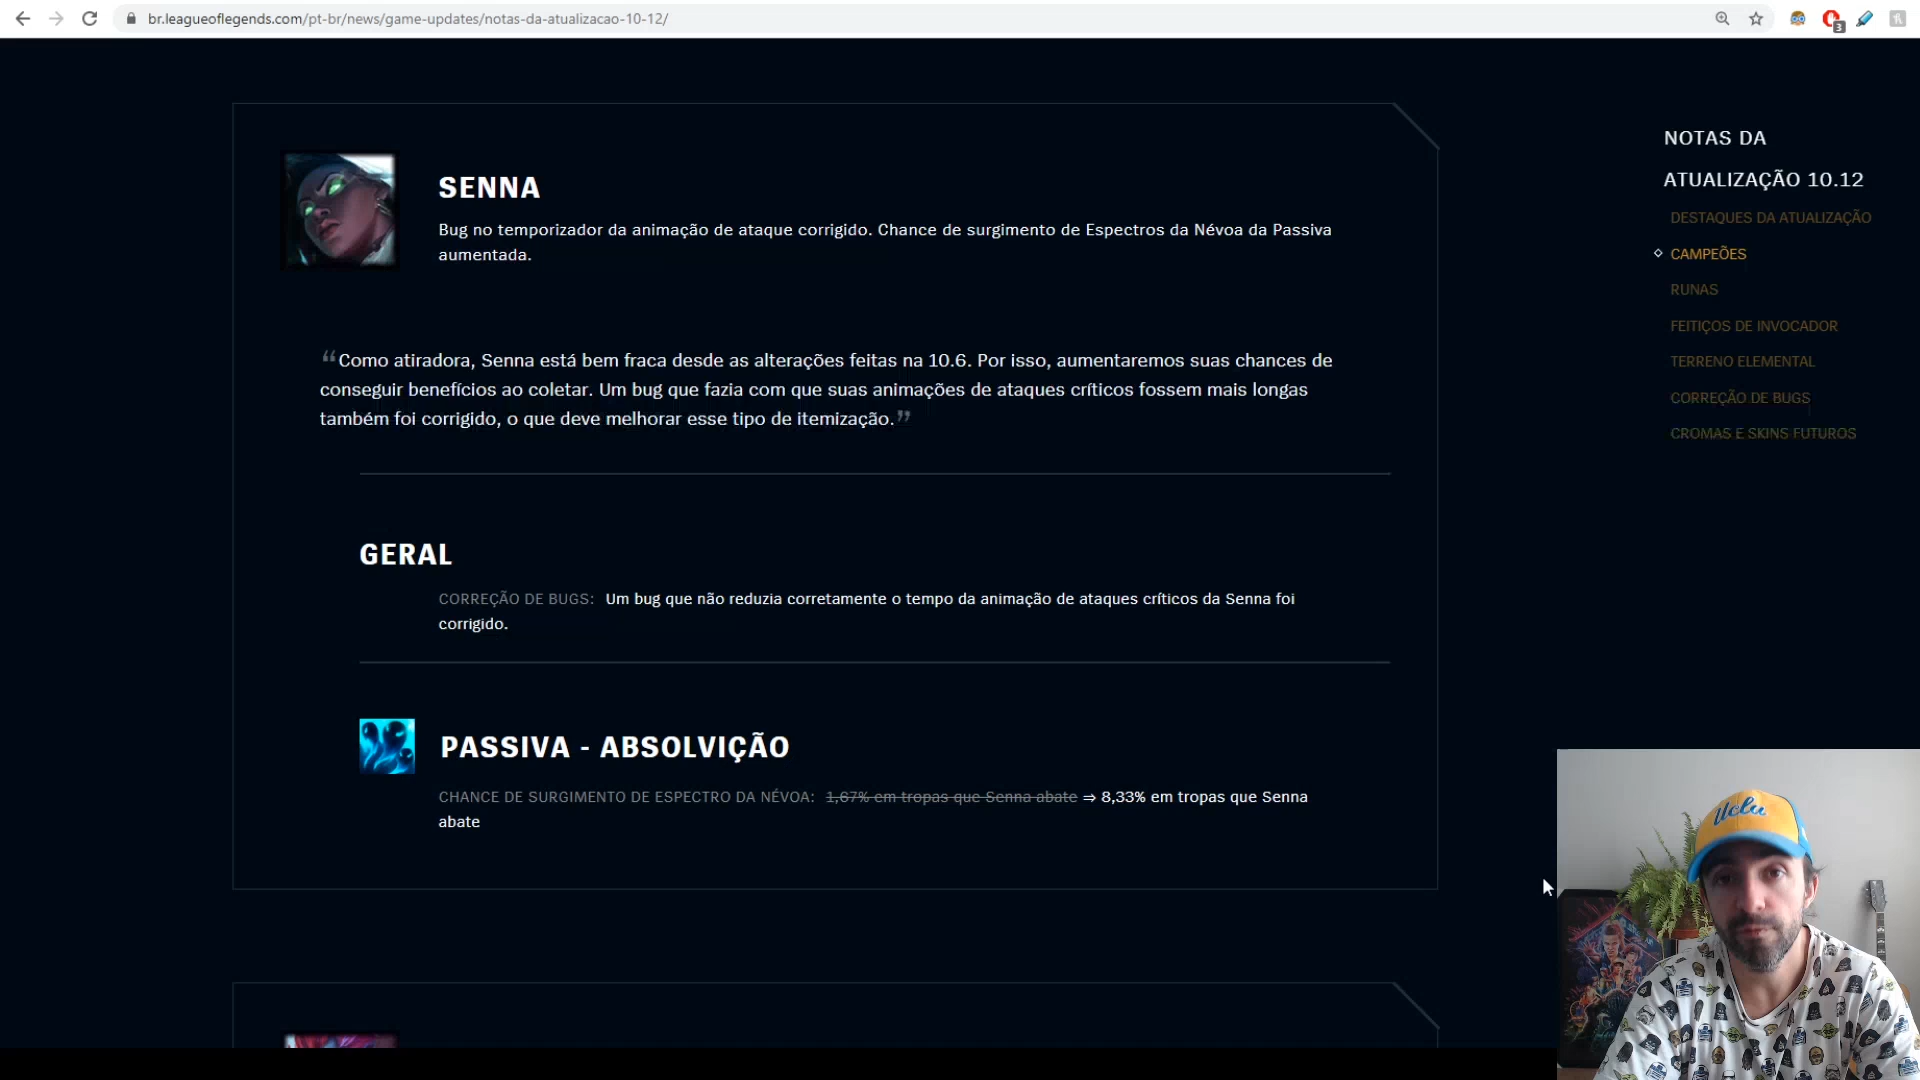 br.leagueoflegends.com/pt-br/news/game-updates/notas-da-atualizacao-10-12/
3
SENNA
Bug no temporizador da animação de ataque corrigido. Chance de surgimento de Espectros da Névoa da Passiva
aumentada.
“Como atiradora, Senna está bem fraca desde as alterações feitas na 10.6. Por isso, aumentaremos suas chances de
conseguir benefícios ao coletar. Um bug que fazia com que suas animações de ataques críticos fossem mais longas
também foi corrigido, o que deve melhorar esse tipo de itemização.”
GERAL
CORREÇÃO DE BUGS: Um bug que não reduzia corretamente o tempo da animação de ataques críticos da Senna foi
corrigido.
PASSIVA - ABSOLVIÇÃO
CHANCE DE SURGIMENTO DE ESPECTRO DA NÉVOA: 1,67% em tropas que Senna abate ⇒ 8,33% em tropas que Senna
abate
NOTAS DA
ATUALIZAÇÃO 10.12
DESTAQUES DA ATUALIZAÇÃO
CAMPEÕES
RUNAS
FEITIÇOS DE INVOCADOR
TERRENO ELEMENTAL
CORREÇÃO DE BUGS
CROMAS E SKINS FUTUROS
Ucla